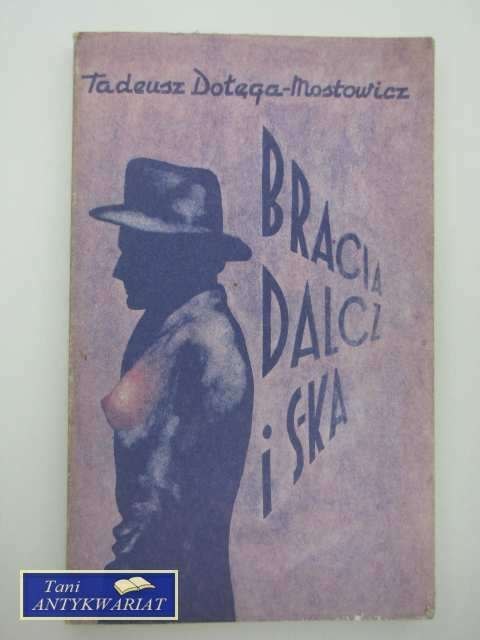 Tadeusz Dołęga-Mostowicz
BRACIA
DALCZ
i S-KA
Tani
ANTYKWARIAT